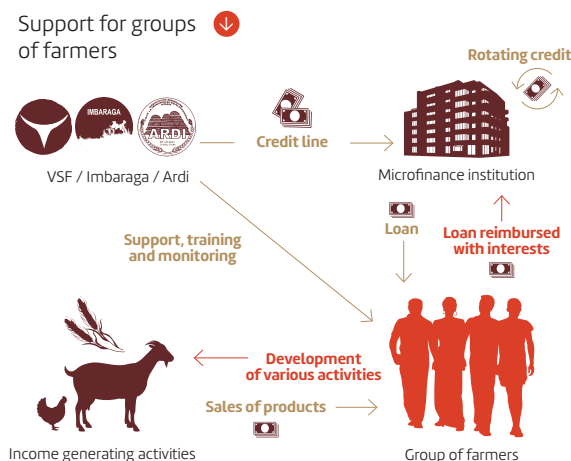 Support for groups
of farmers
Rotating credit
IMBARAGA
ARDI
Credit line
VSF / Imbaraga / Ardi
Microfinance institution
Loan
Loan reimbursed
with interests
Support, training
and monitoring
Development
of various activities
Sales of products
Income generating activities
Group of farmers